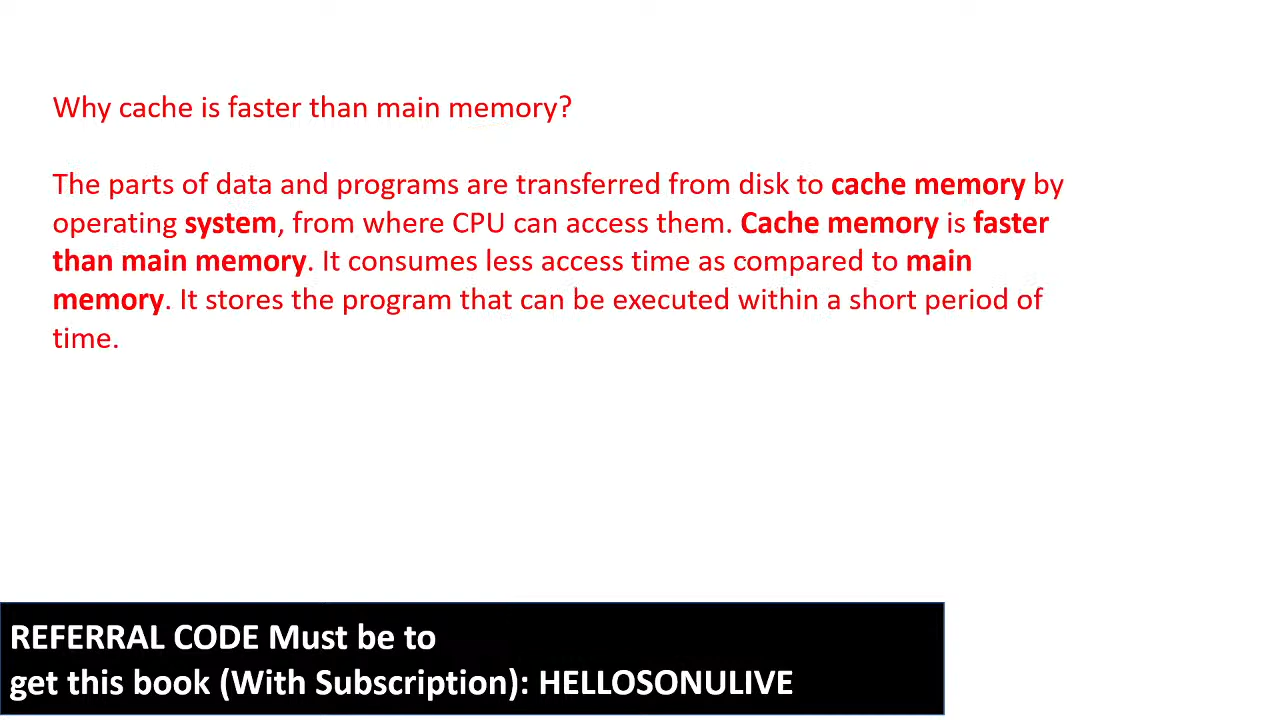 Why cache is faster than main memory?
The parts of data and programs are transferred from disk to cache memory by
operating system, from where CPU can access them. Cache memory is faster
than main memory. It consumes less access time as compared to main
memory. It stores the program that can be executed within a short period of
time.
REFERRAL CODE Must be to
get this book (With Subscription): HELLOSONULIVE